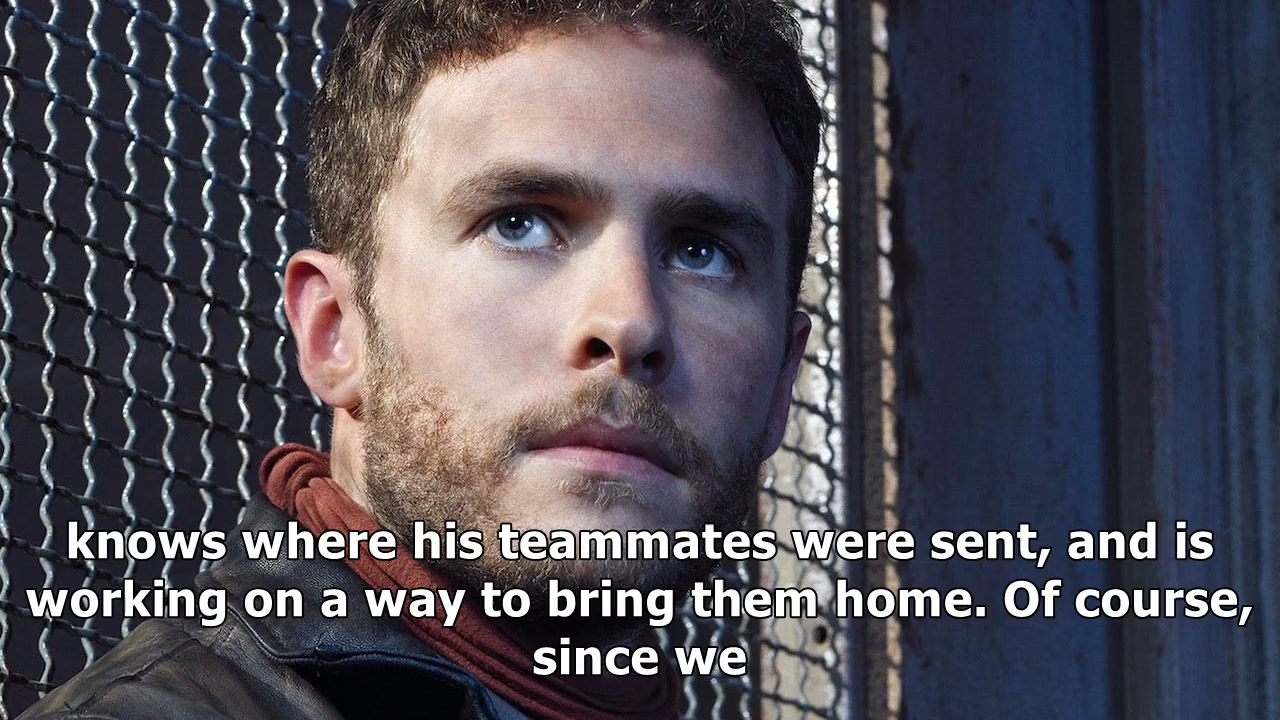 knows where his teammates were sent, and is
working on a way to bring them home. Of course,
since we